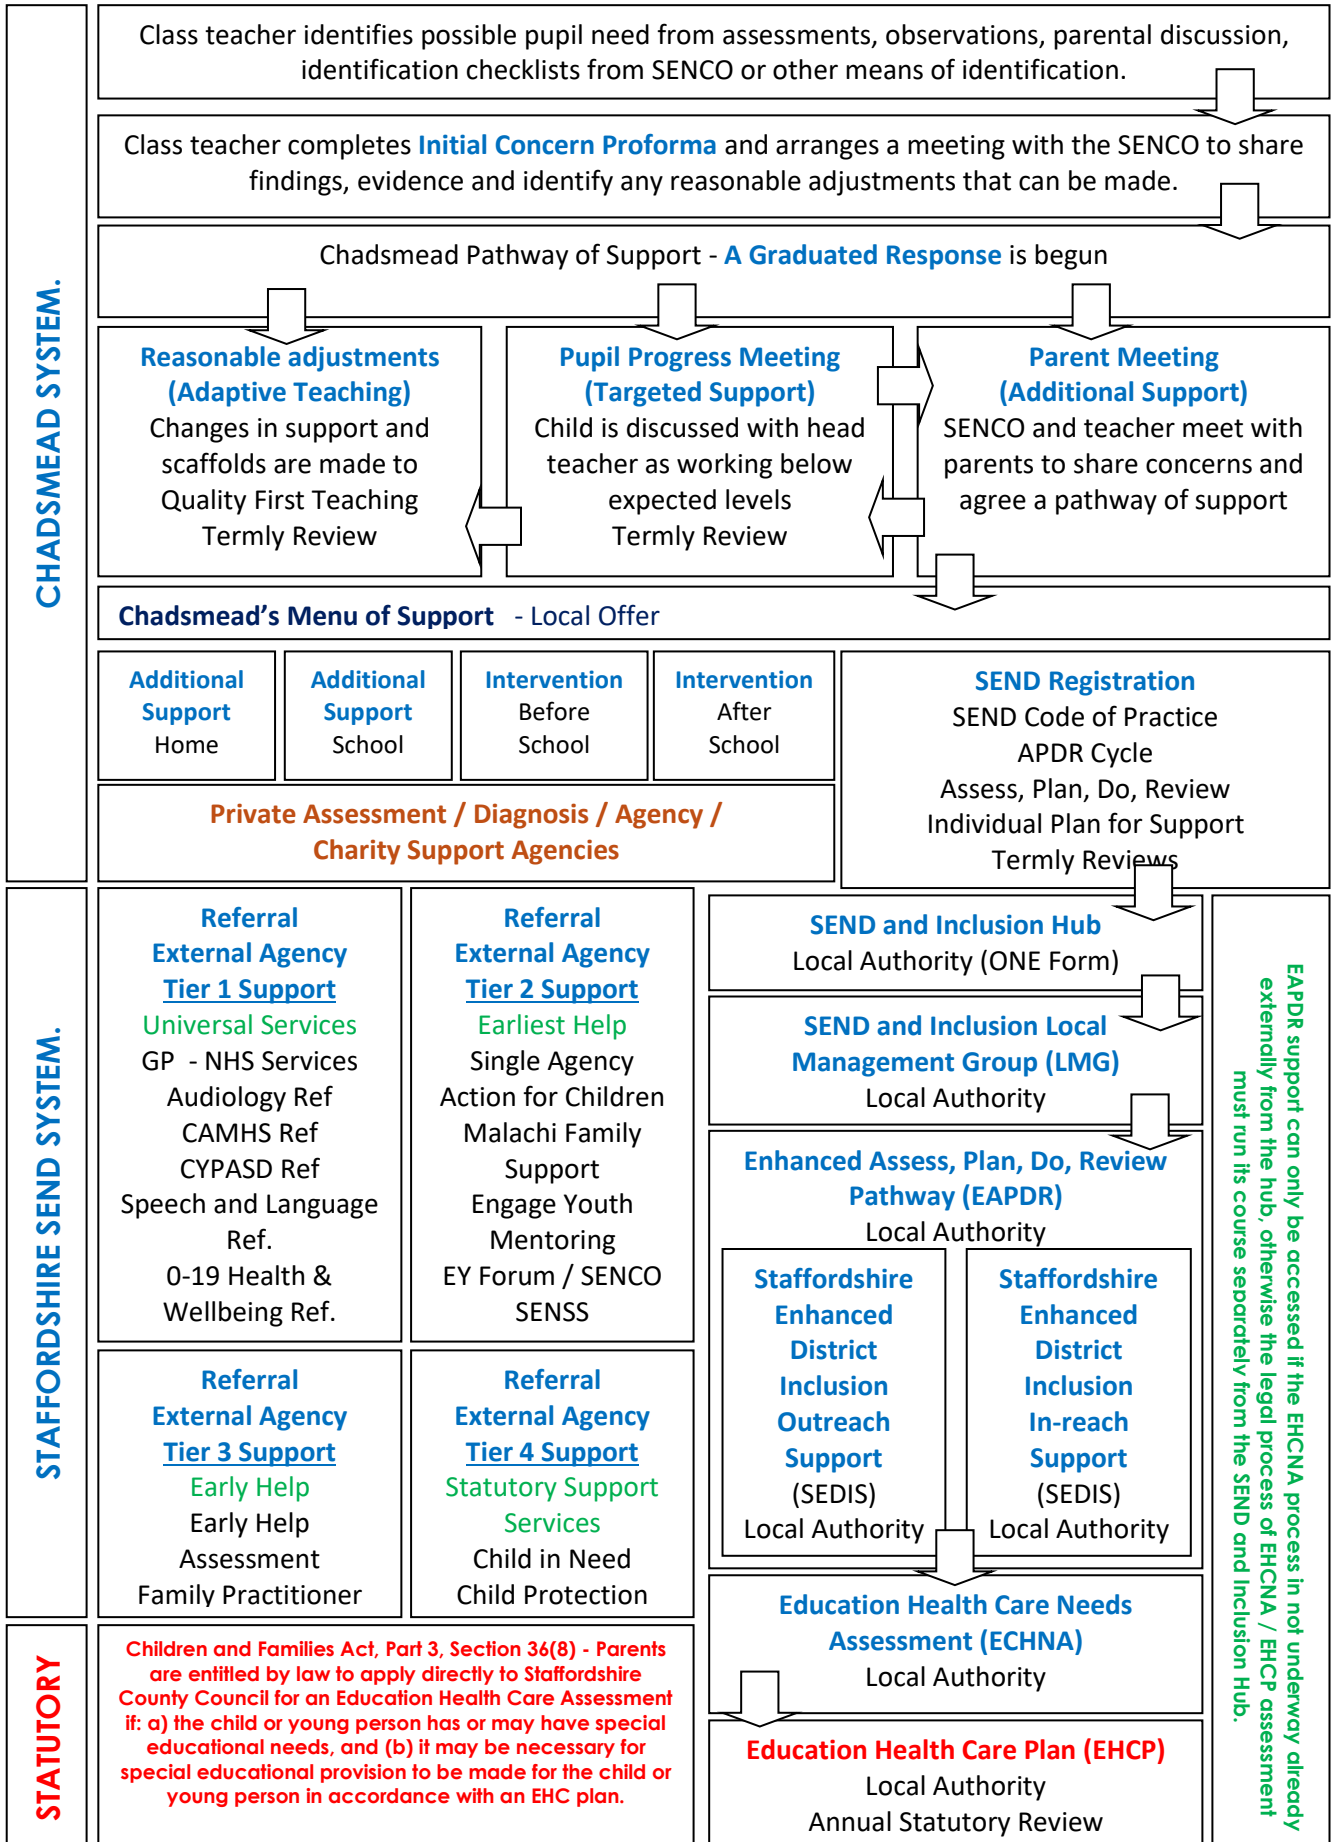 CHADSMEAD SYSTEM.
Class teacher identifies possible pupil need from assessments, observations, parental discussion,
identification checklists from SENCO or other means of identification.
Class teacher completes Initial Concern Proforma and arranges a meeting with the SENCO to share
findings, evidence and identify any reasonable adjustments that can be made.
Chadsmead Pathway of Support - A Graduated Response is begun
Reasonable adjustments
(Adaptive Teaching)
Changes in support and
scaffolds are made to
Quality First Teaching
Termly Review
Pupil Progress Meeting
(Targeted Support)
Child is discussed with head
teacher as working below
expected levels
Termly Review
Parent Meeting
(Additional Support)
SENCO and teacher meet with
parents to share concerns and
agree a pathway of support
Chadsmead's Menu of Support - Local Offer
Additional
Support
Home
Additional
Support
School
Intervention
Before
School
Intervention
After
School
SEND Registration
SEND Code of Practice
APDR Cycle
Assess, Plan, Do, Review
Individual Plan for Support
Termly Reviews
Private Assessment / Diagnosis / Agency /
Charity Support Agencies
STAFFORDSHIRE SEND SYSTEM.
Referral
External Agency
Tier 1 Support
Universal Services
GP - NHS Services
Audiology Ref
CAMHS Ref
CYPASD Ref
Speech and Language
Ref.
0-19 Health &
Wellbeing Ref.
Referral
External Agency
Tier 2 Support
Earliest Help
Single Agency
Action for Children
Malachi Family
Support
Engage Youth
Mentoring
EY Forum / SENCO
SENSS
Referral
External Agency
Tier 3 Support
Early Help
Early Help
Assessment
Family Practitioner
Referral
External Agency
Tier 4 Support
Statutory Support
Services
Child in Need
Child Protection
SEND and Inclusion Hub
Local Authority (ONE Form)
SEND and Inclusion Local
Management Group (LMG)
Local Authority
Enhanced Assess, Plan, Do, Review
Pathway (EAPDR)
Local Authority
Staffordshire
Enhanced
District
Inclusion
Outreach
Support
(SEDIS)
Local Authority
Staffordshire
Enhanced
District
Inclusion
In-reach
Support
(SEDIS)
Local Authority
Education Health Care Needs
Assessment (ECHNA)
Local Authority
EAPDR support can only be accessed if the EHCNA process in not underway already
externally from the hub, otherwise the legal process of EHCNA / EHCP assessment
must run its course separately from the SEND and Inclusion Hub.
STATUTORY
Children and Families Act, Part 3, Section 36(8) - Parents
are entitled by law to apply directly to Staffordshire
County Council for an Education Health Care Assessment
if: a) the child or young person has or may have special
educational needs, and (b) it may be necessary for
special educational provision to be made for the child or
young person in accordance with an EHC plan.
Education Health Care Plan (EHCP)
Local Authority
Annual Statutory Review